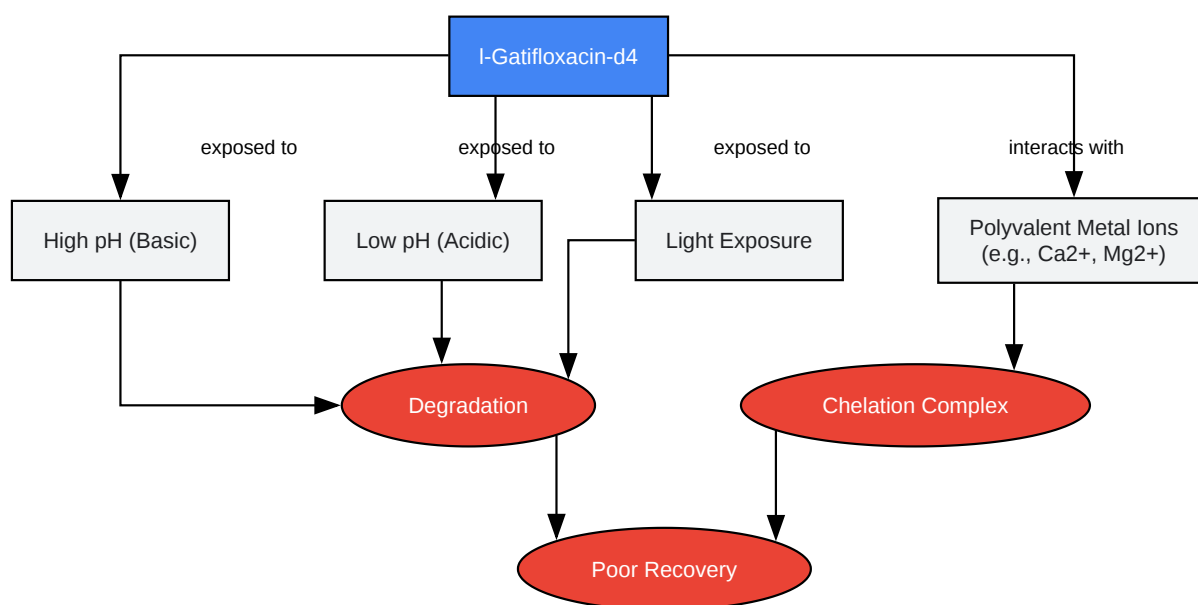 l-Gatifloxacin-d4
exposed to
exposed to
exposed to
interacts with
High pH (Basic)
Low pH (Acidic)
Light Exposure
Polyvalent Metal Ions
(e.g., Ca2+, Mg2+)
Degradation
Chelation Complex
Poor Recovery